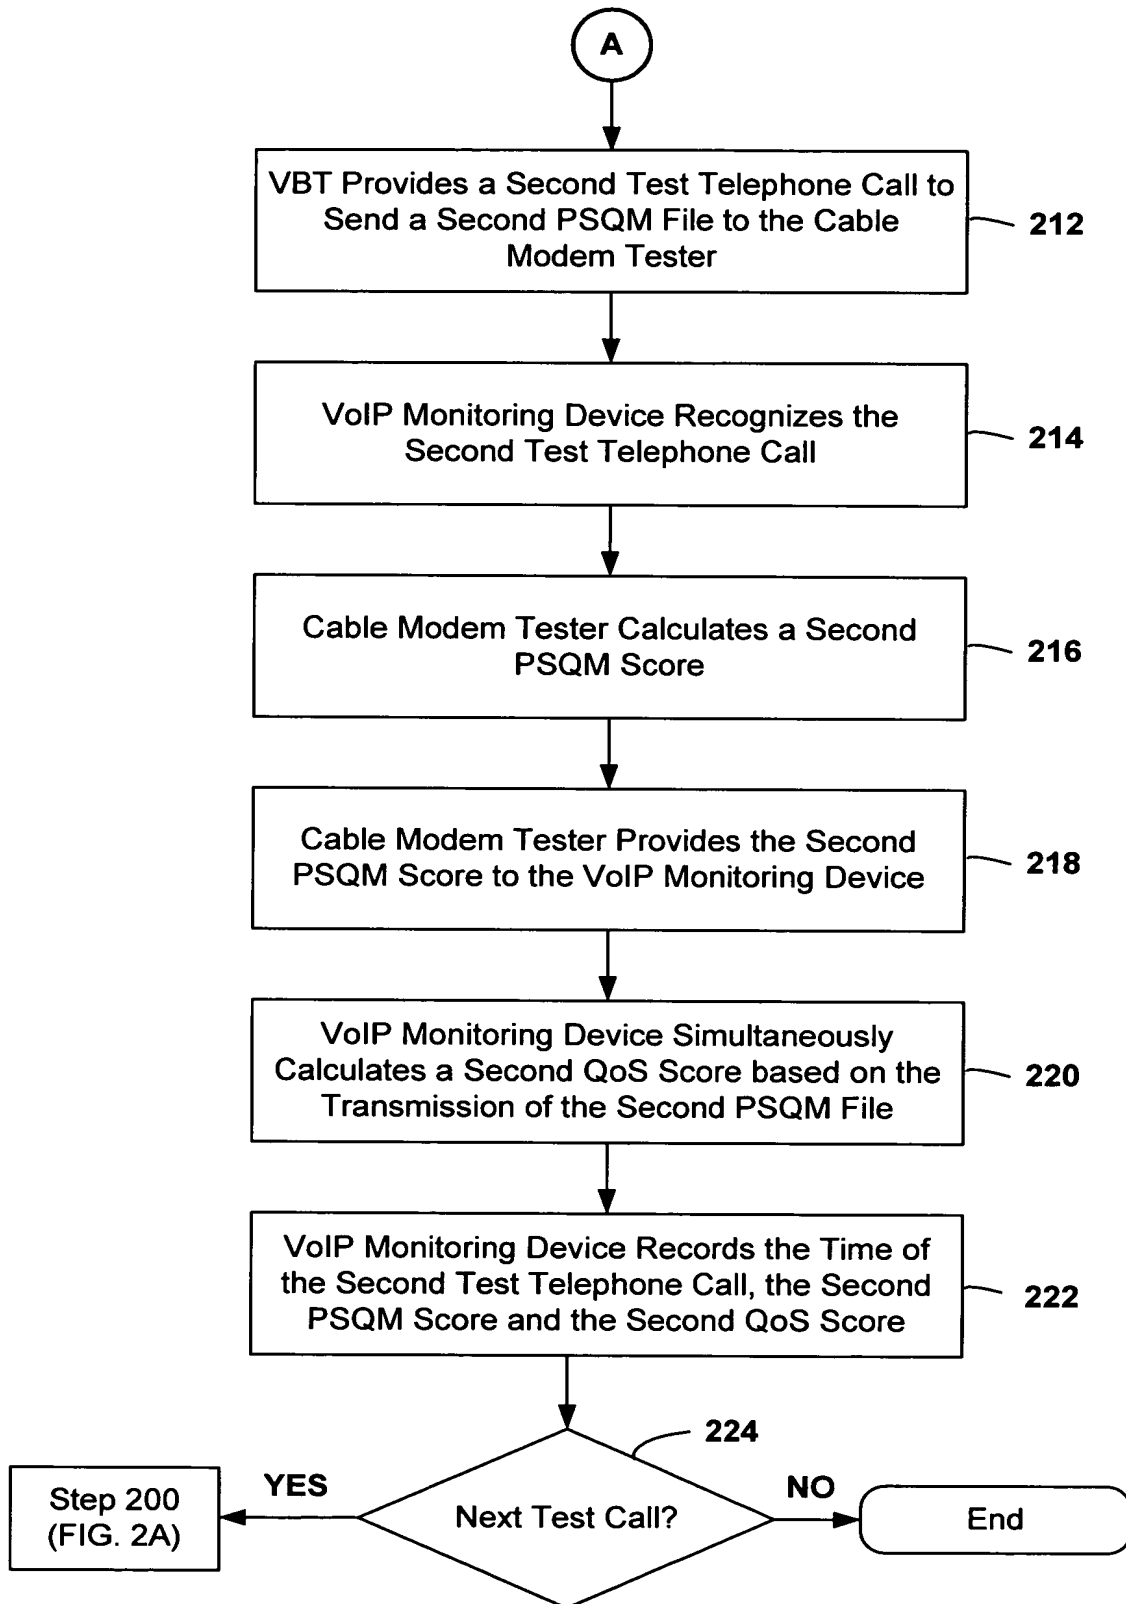 A
VBT Provides a Second Test Telephone Call to
Send a Second PSQM File to the Cable
Modem Tester
212
VoIP Monitoring Device Recognizes the
Second Test Telephone Call
214
Cable Modem Tester Calculates a Second
PSQM Score
216
Cable Modem Tester Provides the Second
PSQM Score to the VoIP Monitoring Device
218
VoIP Monitoring Device Simultaneously
Calculates a Second QoS Score based on the
Transmission of the Second PSQM File
220
VoIP Monitoring Device Records the Time of
the Second Test Telephone Call, the Second
PSQM Score and the Second QoS Score
222
224
YES
NO
Step 200
(FIG. 2A)
Next Test Call?
End